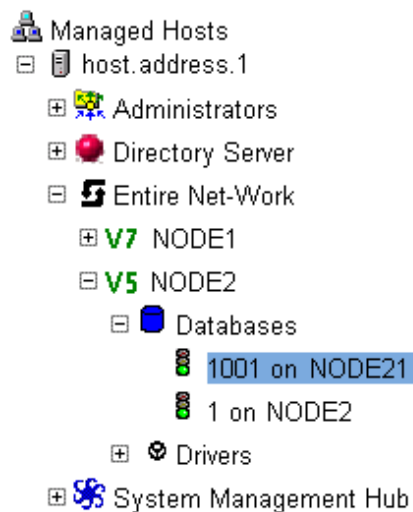 Managed Hosts
host.address.1
Administrators
Directory Server
Entire Net-Work
V7 NODE1
V5 NODE2
Databases
1001 on NODE21
1 on NODE2
Drivers
System Management Hub